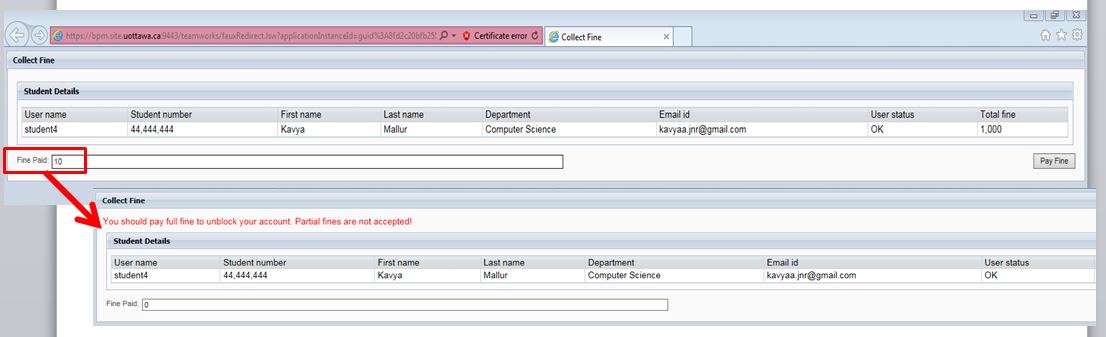 https://bpm.site.uottawa.ca:9443/teamworks/fauxRedirect.lsw?applicationInstanceId=guid%3A8fd2c20bfb25 Certificate error Collect Fine x
Collect Fine
Student Details
User name Student number First name Last name Department Email id User status Total fine
student4 44,444,444 Kavya Mallur Computer Science kavyaa.jnr@gmail.com OK 1,000
Fine Paid: 10 Pay Fine
Collect Fine
You should pay full fine to unblock your account. Partial fines are not accepted!
Student Details
User name Student number First name Last name Department Email id User status
student4 44,444,444 Kavya Mallur Computer Science kavyaa.jnr@gmail.com OK
Fine Paid: 0